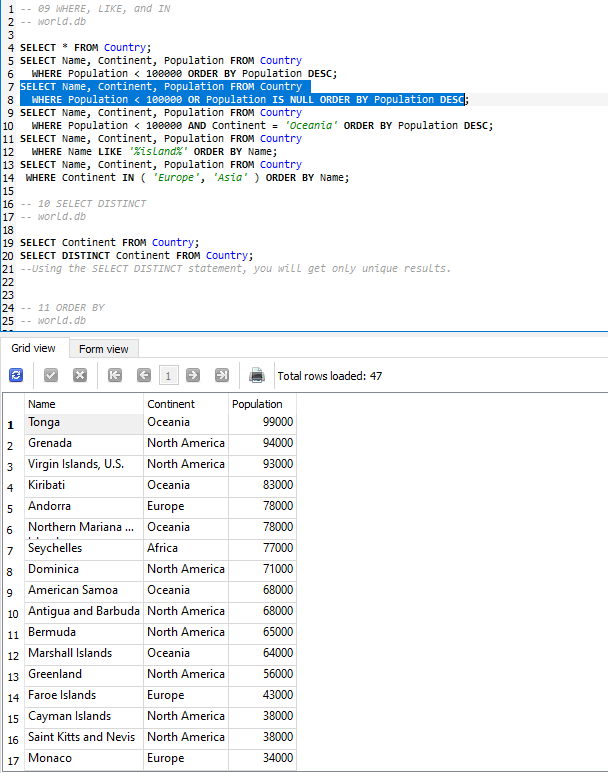 1 -- 09 WHERE, LIKE, and IN
2 -- world.db
3
4 SELECT * FROM Country;
5 SELECT Name, Continent, Population FROM Country
6 WHERE Population < 100000 ORDER BY Population DESC;
7 SELECT Name, Continent, Population FROM Country
8 WHERE Population < 100000 OR Population IS NULL ORDER BY Population DESC;
9 SELECT Name, Continent, Population FROM Country
10 WHERE Population < 100000 AND Continent = 'Oceania' ORDER BY Population DESC;
11 SELECT Name, Continent, Population FROM Country
12 WHERE Name LIKE '%island%' ORDER BY Name;
13 SELECT Name, Continent, Population FROM Country
14 WHERE Continent IN ( 'Europe', 'Asia' ) ORDER BY Name;
15
16 -- 10 SELECT DISTINCT
17 -- world.db
18
19 SELECT Continent FROM Country;
20 SELECT DISTINCT Continent FROM Country;
21 --Using the SELECT DISTINCT statement, you will get only unique results.
22
23
24 -- 11 ORDER BY
25 -- world.db
Grid view Form view
1 Total rows loaded: 47
Name Continent Population
1 Tonga Oceania 99000
2 Grenada North America 94000
3 Virgin Islands, U.S. North America 93000
4 Kiribati Oceania 83000
5 Andorra Europe 78000
6 Northern Mariana ... Oceania 78000
7 Seychelles Africa 77000
8 Dominica North America 71000
9 American Samoa Oceania 68000
10 Antigua and Barbuda North America 68000
11 Bermuda North America 65000
12 Marshall Islands Oceania 64000
13 Greenland North America 56000
14 Faroe Islands Europe 43000
15 Cayman Islands North America 38000
16 Saint Kitts and Nevis North America 38000
17 Monaco Europe 34000